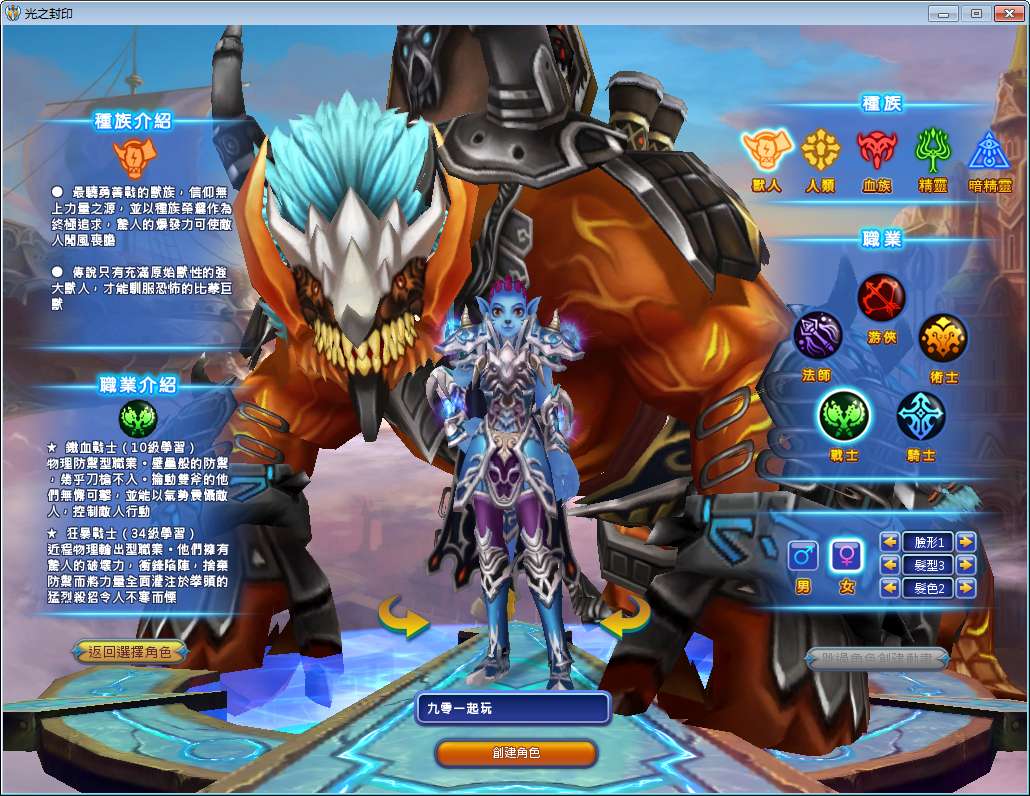 光之封印
種族介紹
● 最驍勇善戰的獸族，信仰無
上力量之源，並以種族榮耀作為
終極追求，驚人的爆發力可使敵
人聞風喪膽
● 傳說只有充滿原始獸性的強
大獸人，才能馴服恐怖的比蒙巨
獸
職業介紹
★ 鐵血戰士（10級學習）
物理防禦型職業。壁壘般的防禦
，幾乎刀槍不入。掄動雙斧的他
們無懈可擊，並能以氣勢震懾敵
人，控制敵人行動
★ 狂暴戰士（34級學習）
近程物理輸出型職業。他們擁有
驚人的破壞力，衝鋒陷陣，捨棄
防禦而將力量全面灌注於拳頭的
猛烈殺招令人不寒而慄
返回選擇角色
種族
獸人 人類 血族 精靈 暗精靈
職業
游俠
法師
術士
戰士
騎士
男 女
臉形1
髮型3
髮色2
跳過角色創建動畫
九零一起玩
創建角色